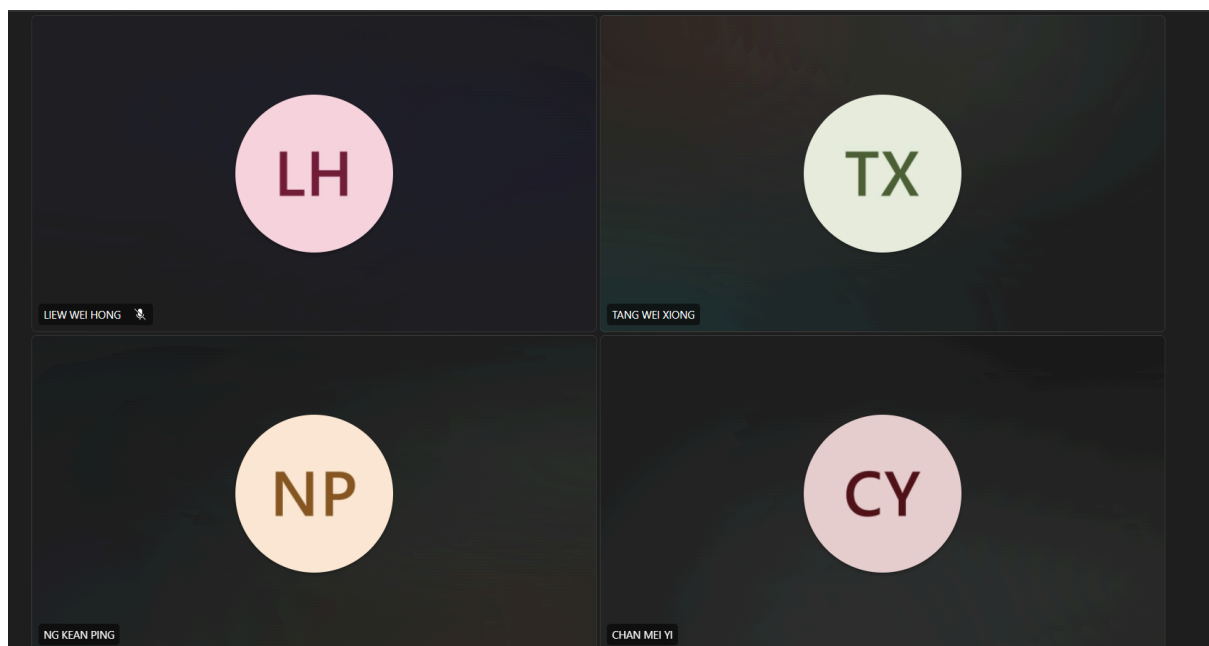 LH
LIEW WEI HONG
TX
TANG WEI XIONG
NP
NG KEAN PING
CY
CHAN MEI YI